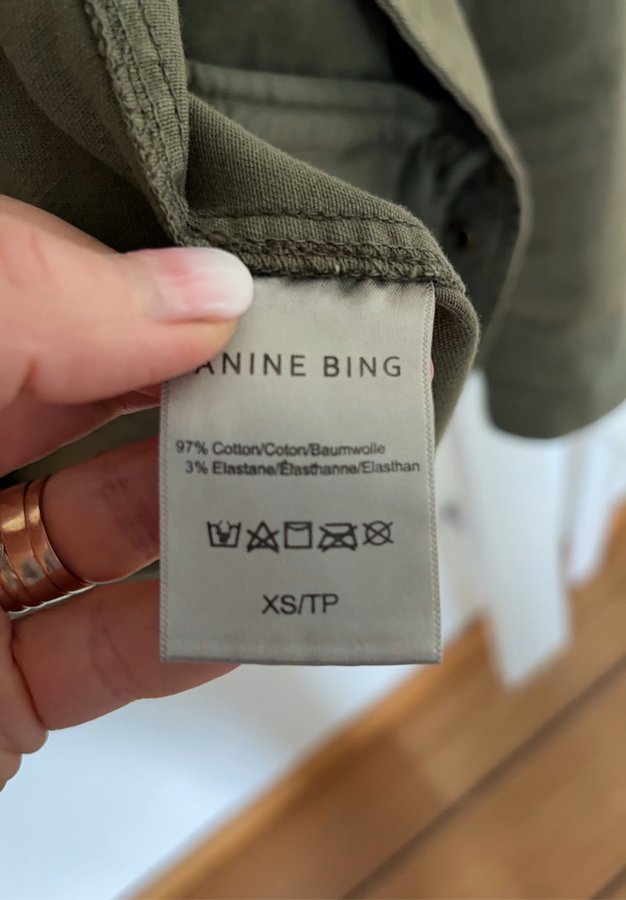 ANINE BING
97% Cotton/Coton/Baumwolle
3% Elastane/Élasthanne/Elasthan
XS/TP